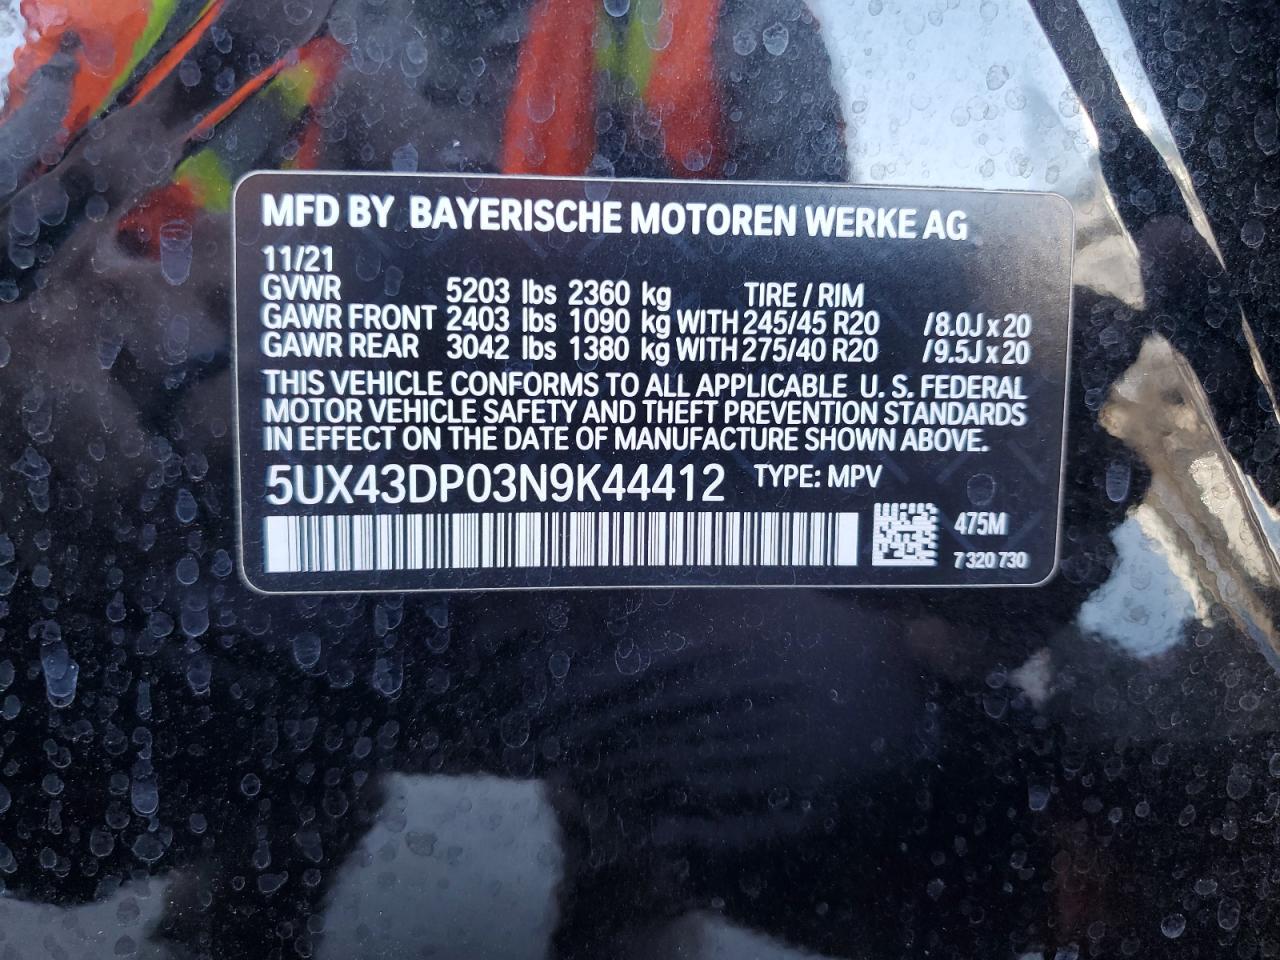 MFD BY BAYERISCHE MOTOREN WERKE AG
11/21
GVWR 5203 lbs 2360 kg TIRE / RIM
GAWR FRONT 2403 lbs 1090 kg WITH 245/45 R20 /8.0J x 20
GAWR REAR 3042 lbs 1380 kg WITH 275/40 R20 /9.5J x 20
THIS VEHICLE CONFORMS TO ALL APPLICABLE U. S. FEDERAL
MOTOR VEHICLE SAFETY AND THEFT PREVENTION STANDARDS
IN EFFECT ON THE DATE OF MANUFACTURE SHOWN ABOVE.
5UX43DP03N9K44412 TYPE: MPV
475M
7 320 730